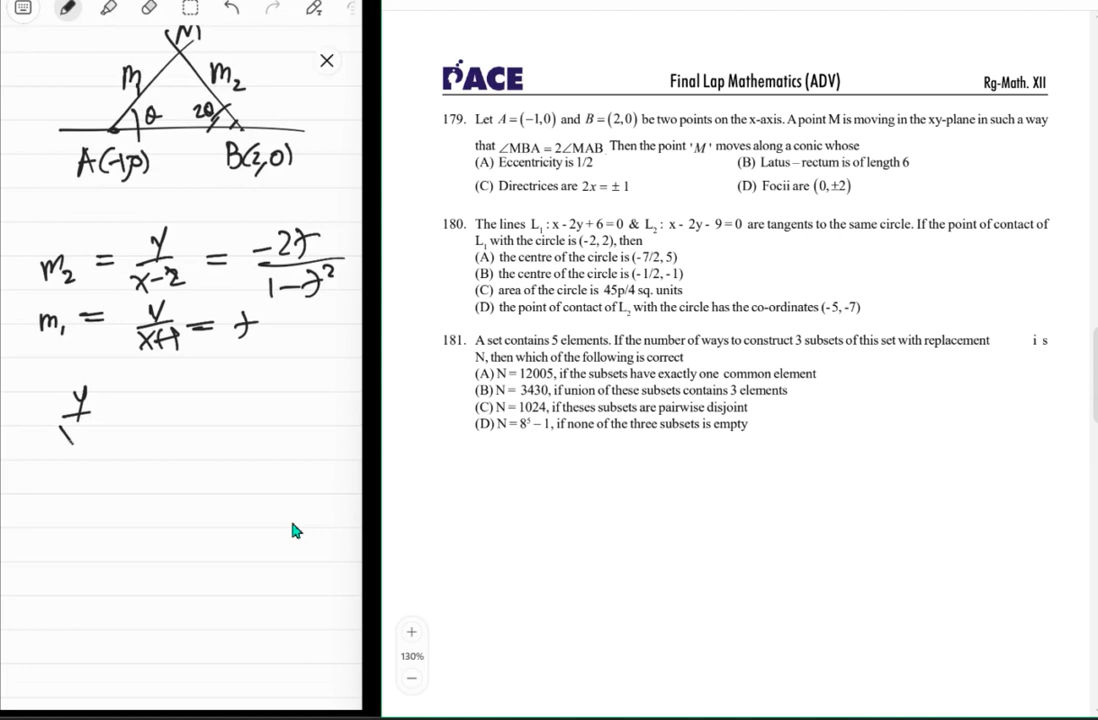 M
m m₂
θ 2θ
A(-1,0) B(2,0)
m₂ = y/(x-2) = -2t/(1-t²)
m₁ = y/(x+1) = t
y
PACE Final Lap Mathematics (ADV) Rg-Math. XII
179. Let A = (−1,0) and B = (2,0) be two points on the x-axis. A point M is moving in the xy-plane in such a way
that ∠MBA = 2∠MAB. Then the point 'M' moves along a conic whose
(A) Eccentricity is 1/2 (B) Latus – rectum is of length 6
(C) Directrices are 2x = ± 1 (D) Focii are (0,±2)
180. The lines L₁ : x - 2y + 6 = 0 & L₂ : x - 2y - 9 = 0 are tangents to the same circle. If the point of contact of
L₁ with the circle is (-2, 2), then
(A) the centre of the circle is (- 7/2, 5)
(B) the centre of the circle is (- 1/2, - 1)
(C) area of the circle is 45p/4 sq. units
(D) the point of contact of L₂ with the circle has the co-ordinates (-5, -7)
181. A set contains 5 elements. If the number of ways to construct 3 subsets of this set with replacement i s
N, then which of the following is correct
(A) N = 12005, if the subsets have exactly one common element
(B) N = 3430, if union of these subsets contains 3 elements
(C) N = 1024, if theses subsets are pairwise disjoint
(D) N = 8⁵ – 1, if none of the three subsets is empty
130%